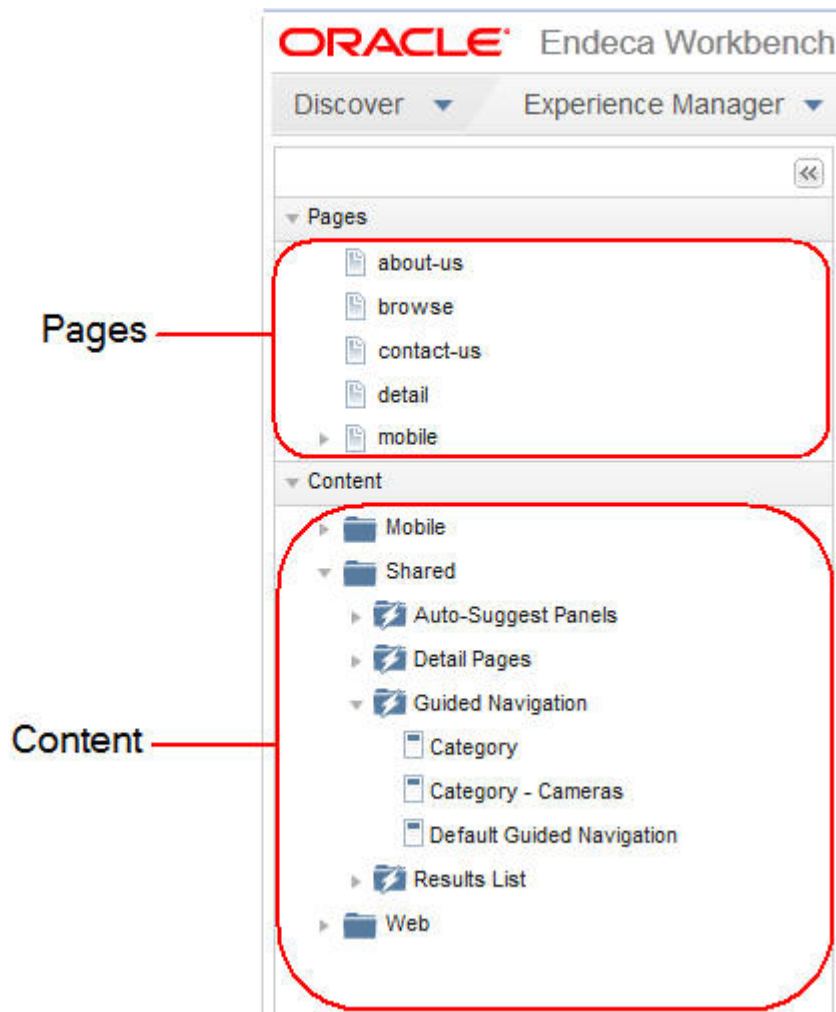 ORACLE Endeca Workbench
Discover Experience Manager
Pages
about-us
browse
Pages
contact-us
detail
mobile
Content
Mobile
Shared
Auto-Suggest Panels
Detail Pages
Guided Navigation
Content
Category
Category - Cameras
Default Guided Navigation
Results List
Web